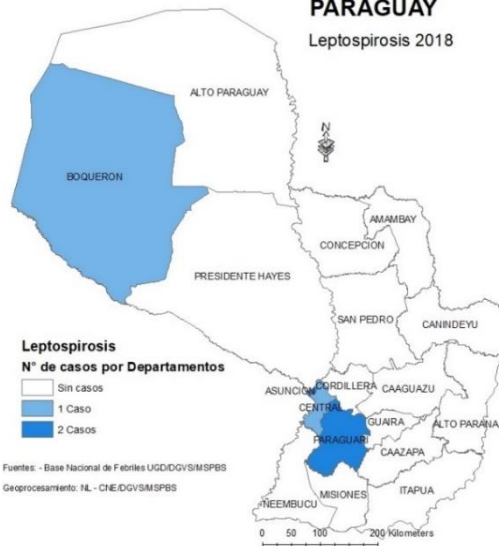 PARAGUAY
Leptospirosis 2018
N
ALTO PARAGUAY
BOQUERON
AMAMBAY
CONCEPCION
PRESIDENTE HAYES
SAN PEDRO
CANINDEYU
ASUNCION
CORDILLERA
CAAGUAZU
CENTRAL
GUAIRA
ALTO PARANA
PARAGUARI
CAAZAPA
MISIONES
ITAPUA
ÑEEMBUCU
Leptospirosis
N° de casos por Departamentos
Sin casos
1 Caso
2 Casos
Fuentes: - Base Nacional de Febriles UGD/DGVS/MSPBS
Geoprocesamiento: NL - CNE/DGVS/MSPBS
0 50 100 200 Kilometers